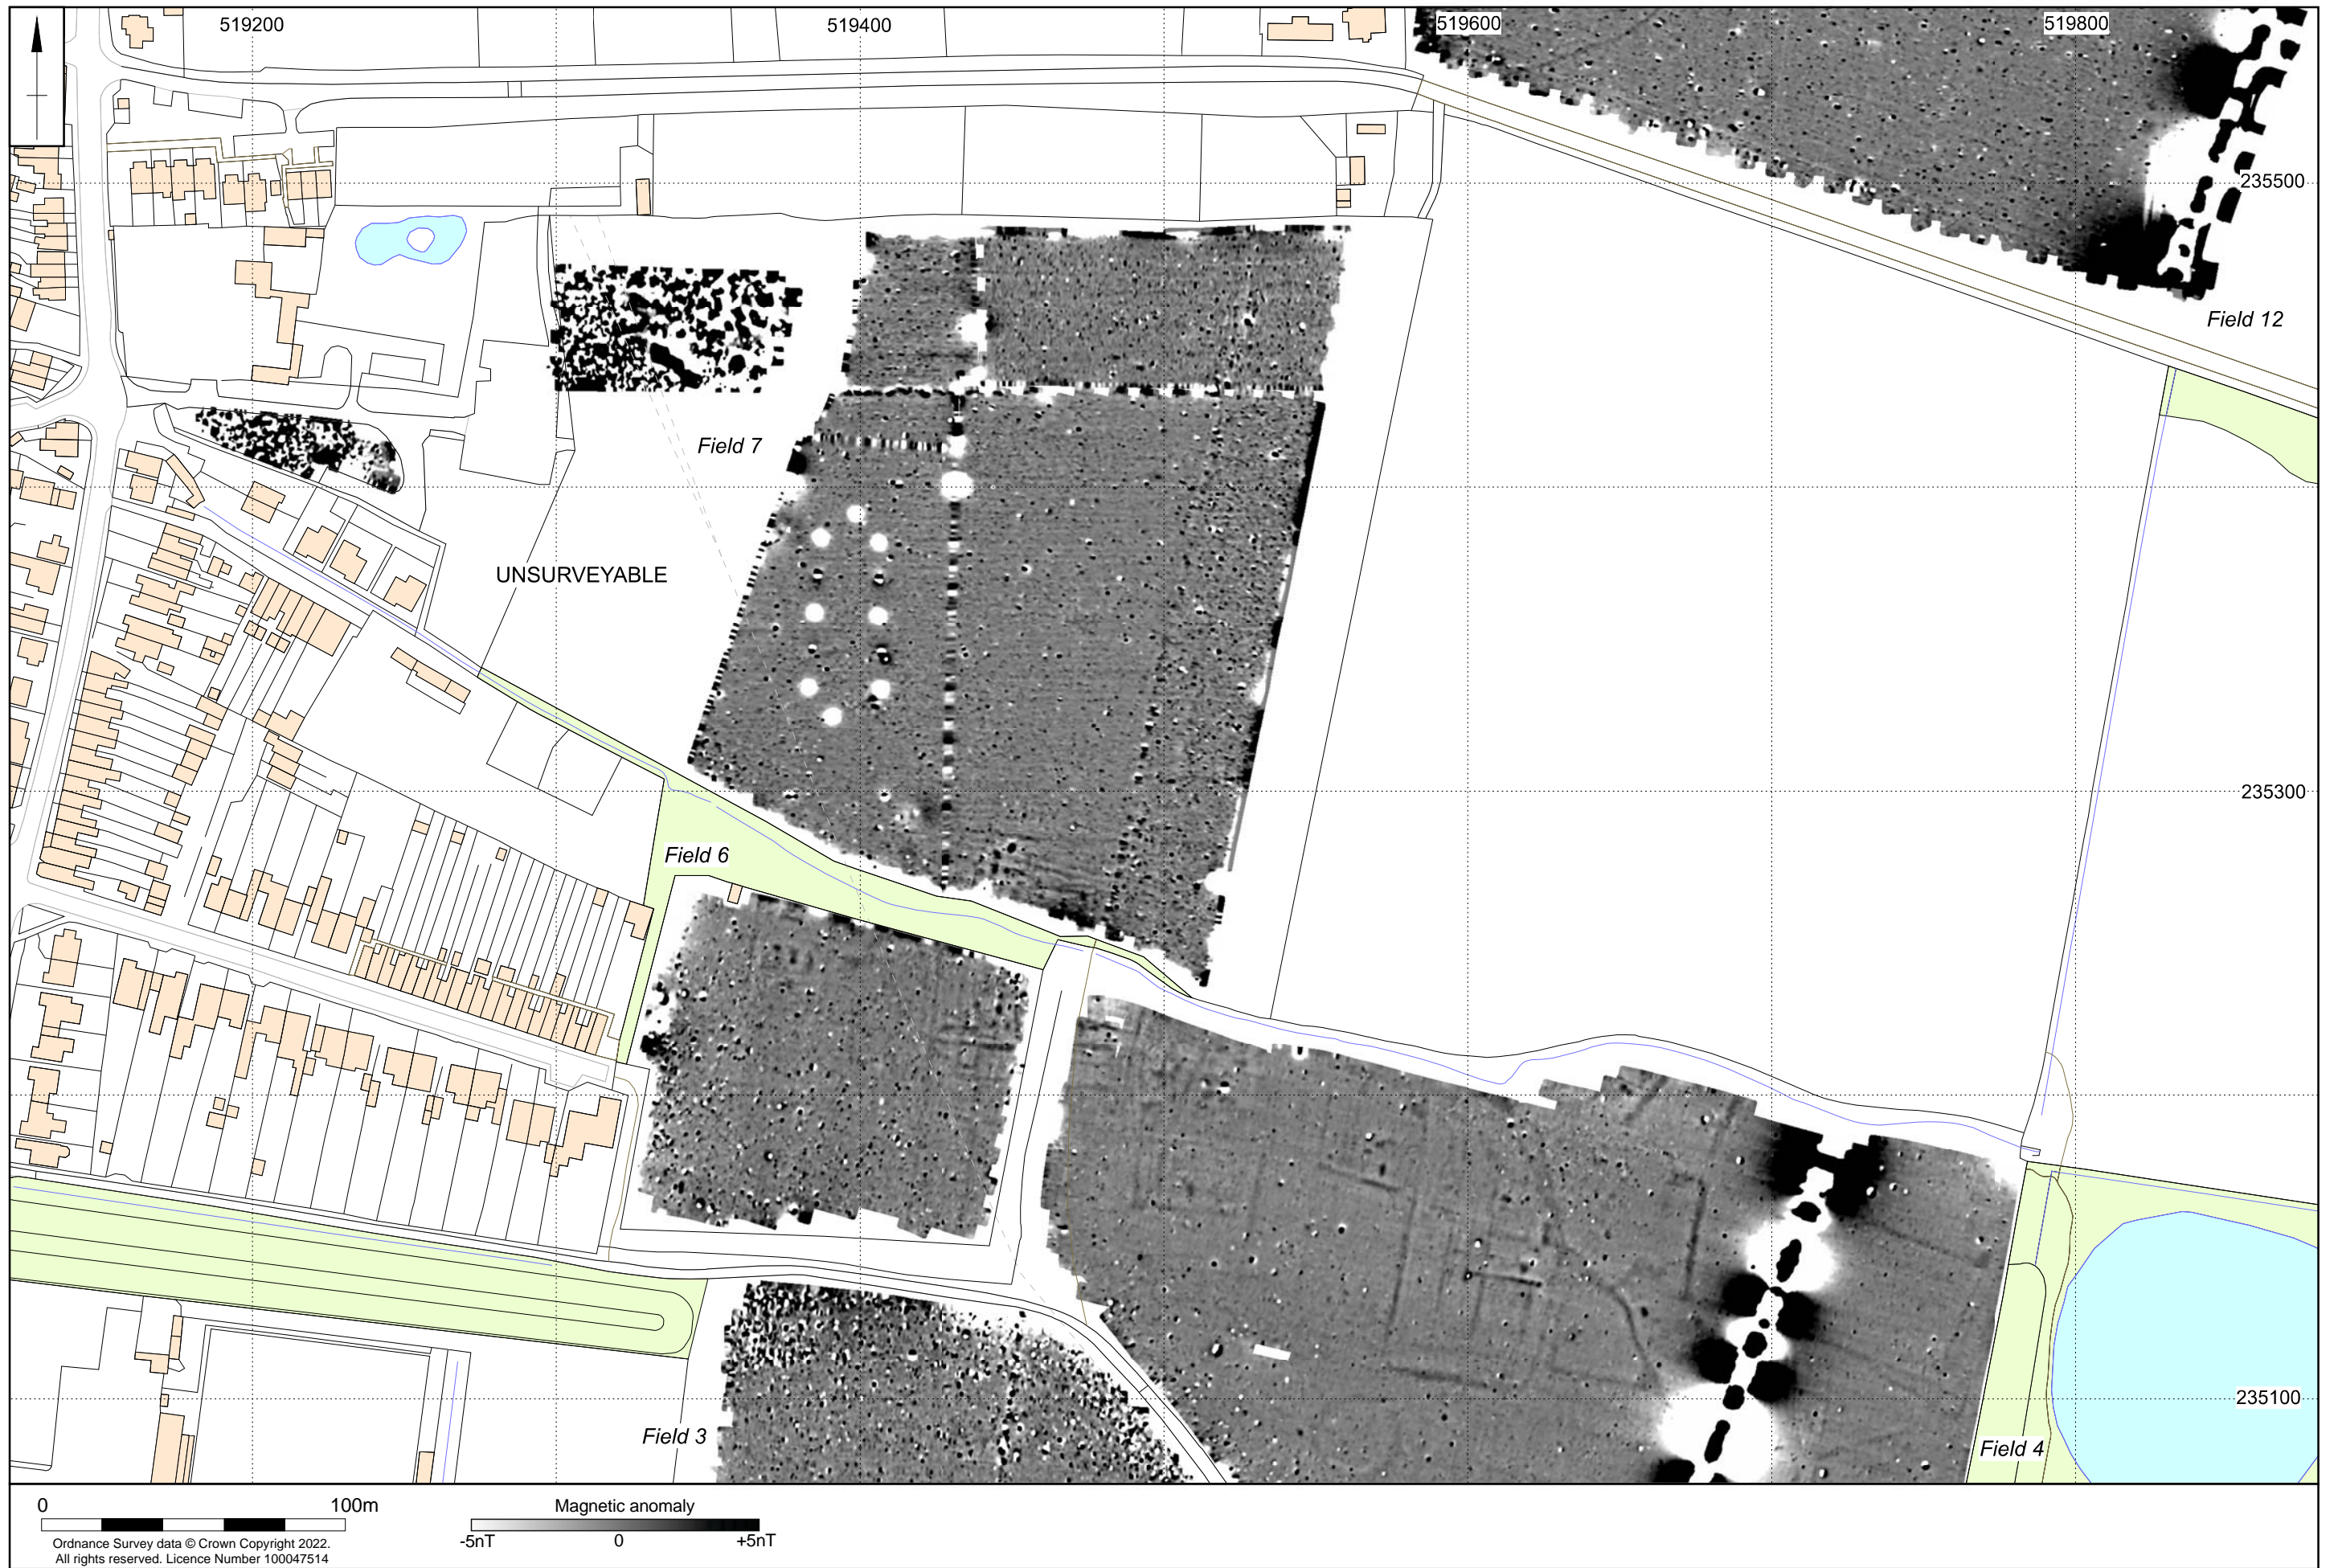 519200
519400
519600
519800
235500
Field 12
Field 7
UNSURVEYABLE
235300
Field 6
235100
Field 3
Field 4
0 100m
Ordnance Survey data © Crown Copyright 2022.
All rights reserved. Licence Number 100047514
Magnetic anomaly
-5nT 0 +5nT